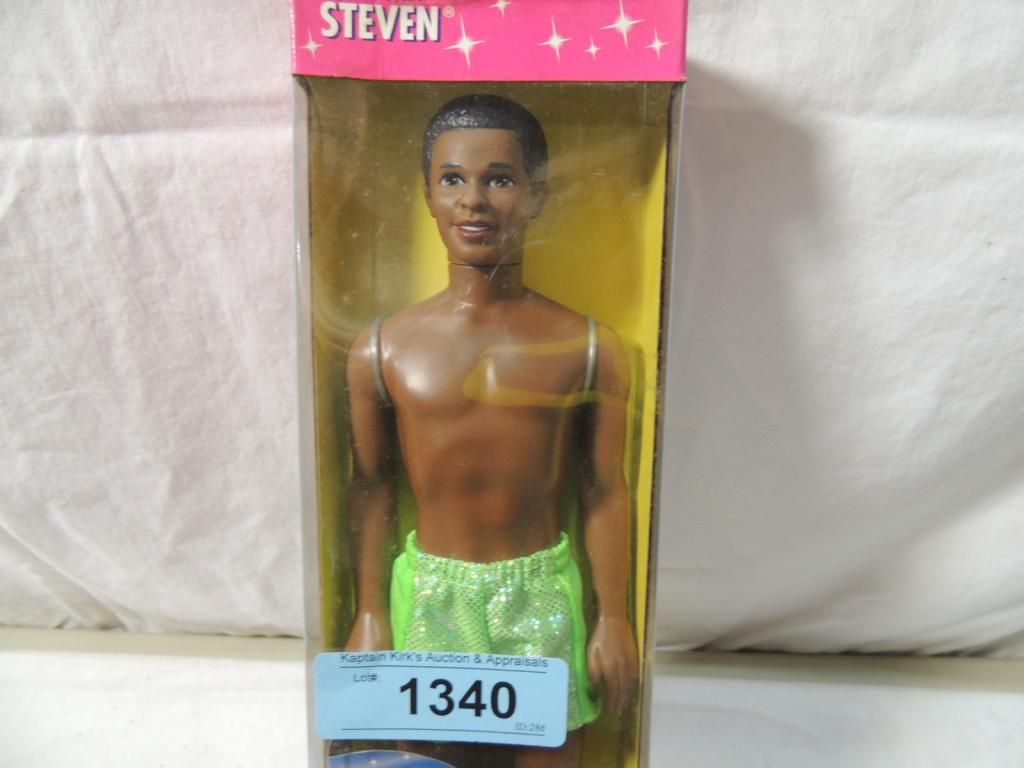 STEVEN®
Kaptain Kirk's Auction & Appraisals
Lot#: 1340
ID:286